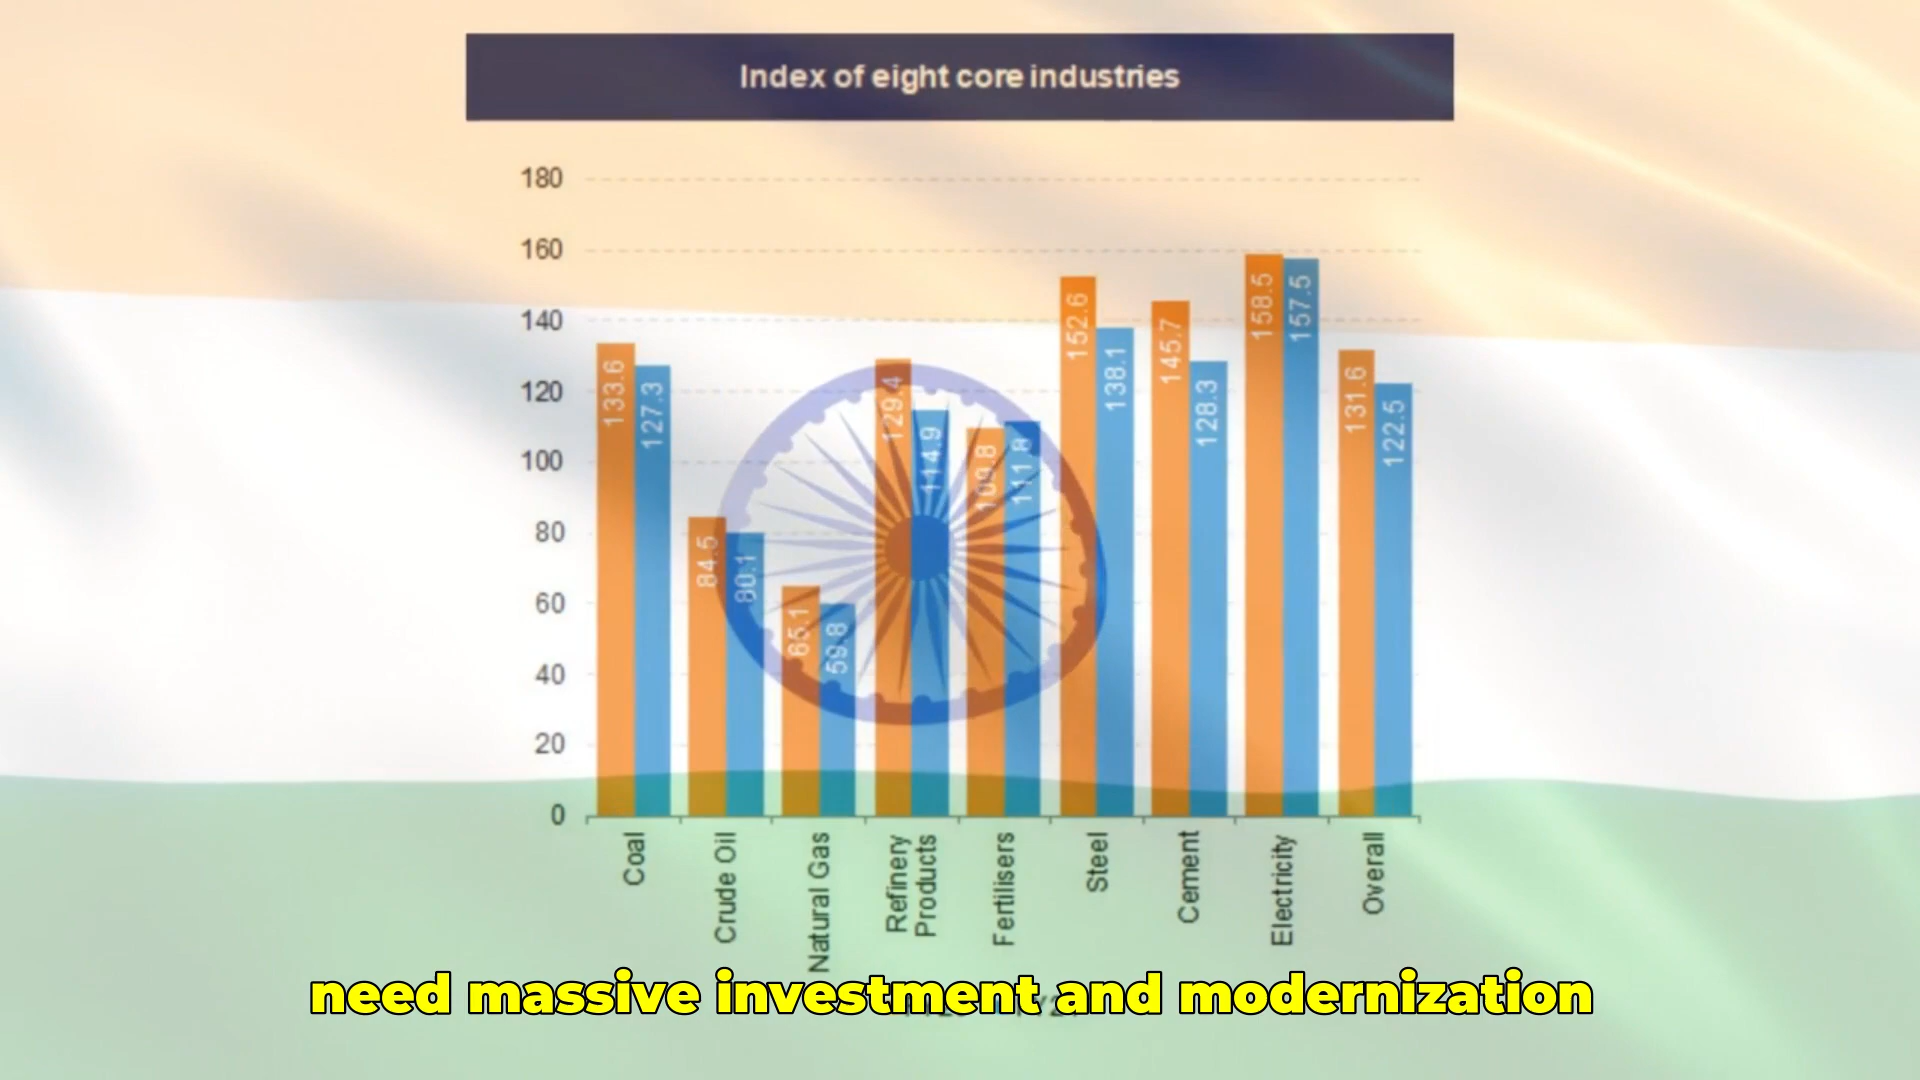 Index of eight core industries
180
160
140
120
100
80
60
40
20
0
133.6
127.3
84.5
80.1
65.1
59.8
129.4
114.9
109.8
111.8
152.6
138.1
145.7
128.3
158.5
157.5
131.6
122.5
Coal
Crude Oil
Natural Gas
Refinery
Products
Fertilisers
Steel
Cement
Electricity
Overall
need massive investment and modernization